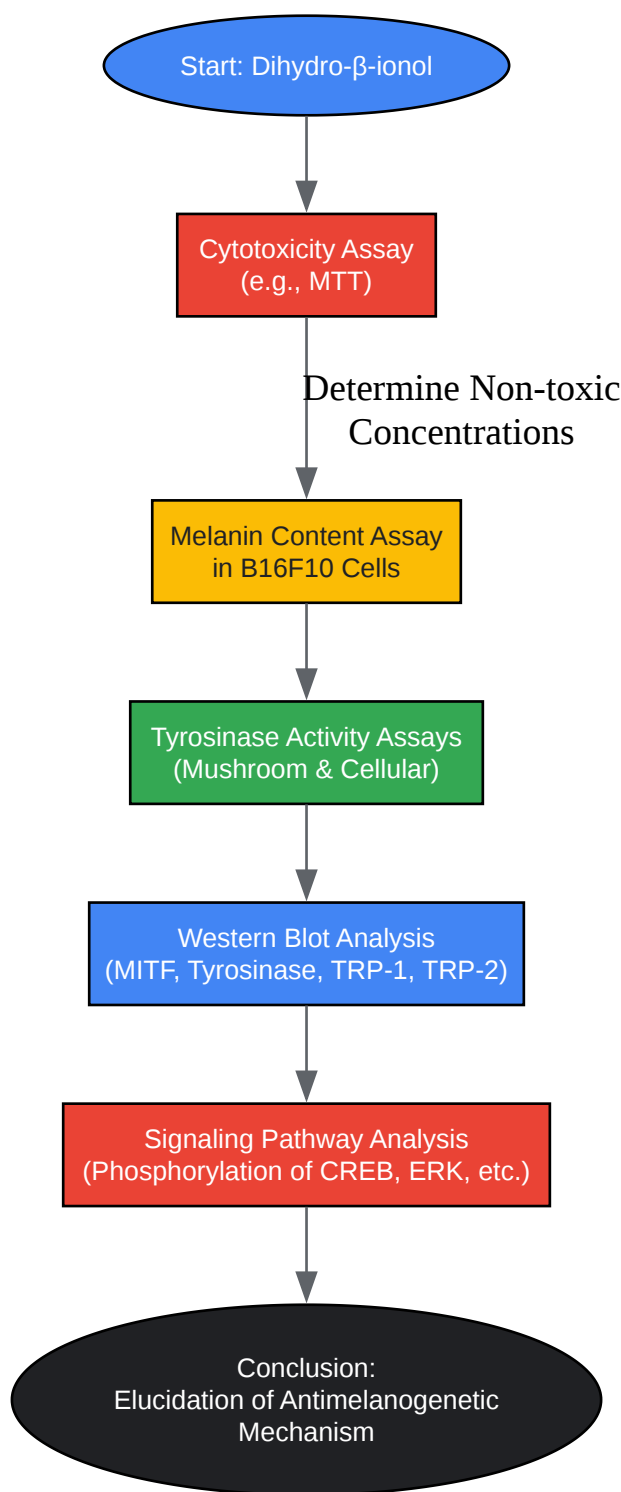 Start: Dihydro-β-ionol
Cytotoxicity Assay
(e.g., MTT)
Determine Non-toxic
Concentrations
Melanin Content Assay
in B16F10 Cells
Tyrosinase Activity Assays
(Mushroom & Cellular)
Western Blot Analysis
(MITF, Tyrosinase, TRP-1, TRP-2)
Signaling Pathway Analysis
(Phosphorylation of CREB, ERK, etc.)
Conclusion:
Elucidation of Antimelanogenetic
Mechanism